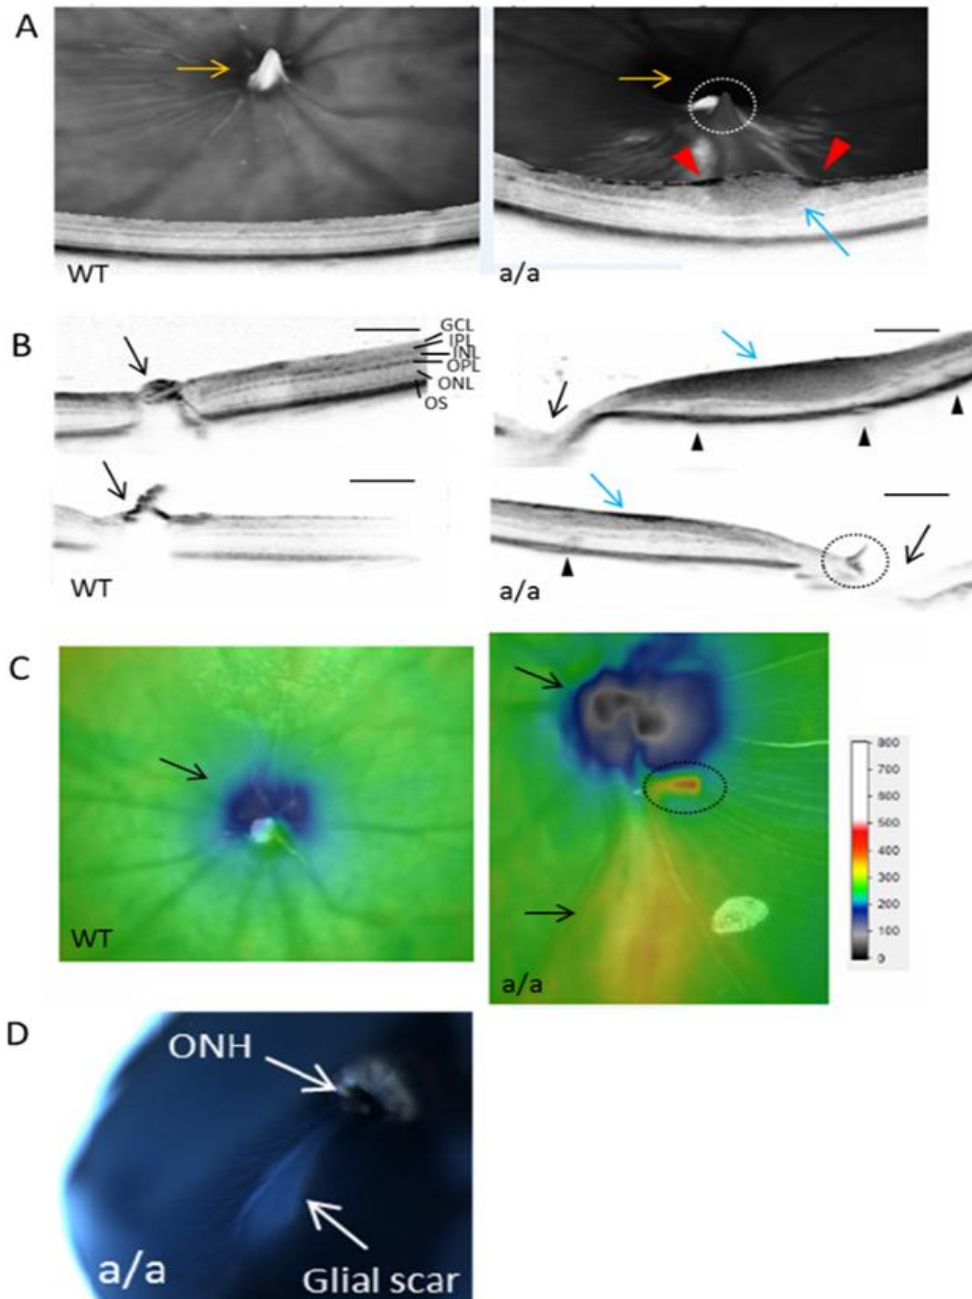 A
WT
a/a
B
GCL
IPL
INL
OPL
ONL
OS
WT
a/a
C
WT
a/a
800
700
600
500
400
300
200
100
0
D
ONH
Glial scar
a/a